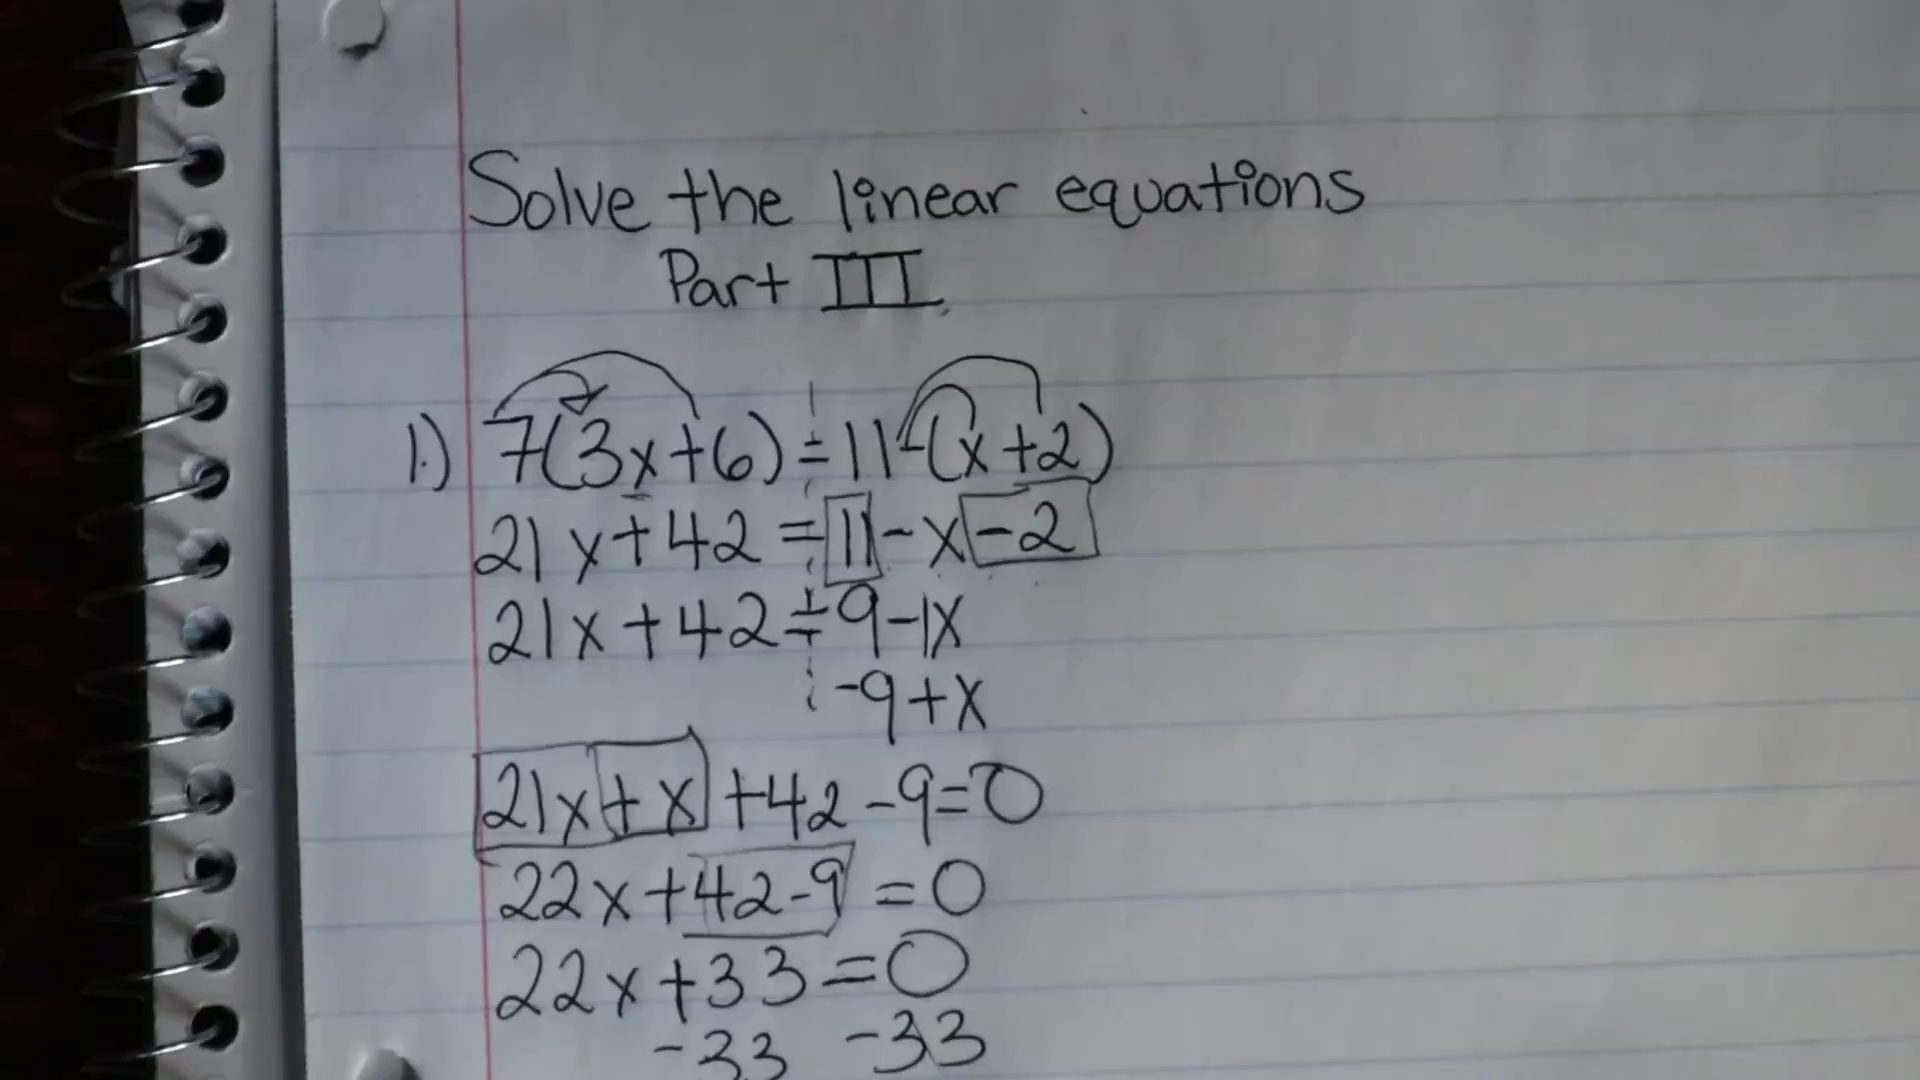 Solve the linear equations
Part III
1.) 7(3x+6)=11-(x+2)
21x+42=11-x-2
21x+42=9-1x
-9+x
21x+x+42-9=0
22x+42-9=0
22x+33=0
-33 -33